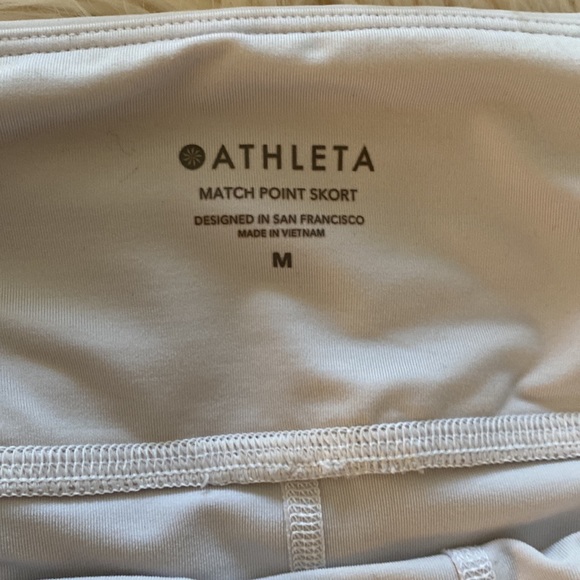 ATHLETA
MATCH POINT SKORT
DESIGNED IN SAN FRANCISCO
MADE IN VIETNAM
M